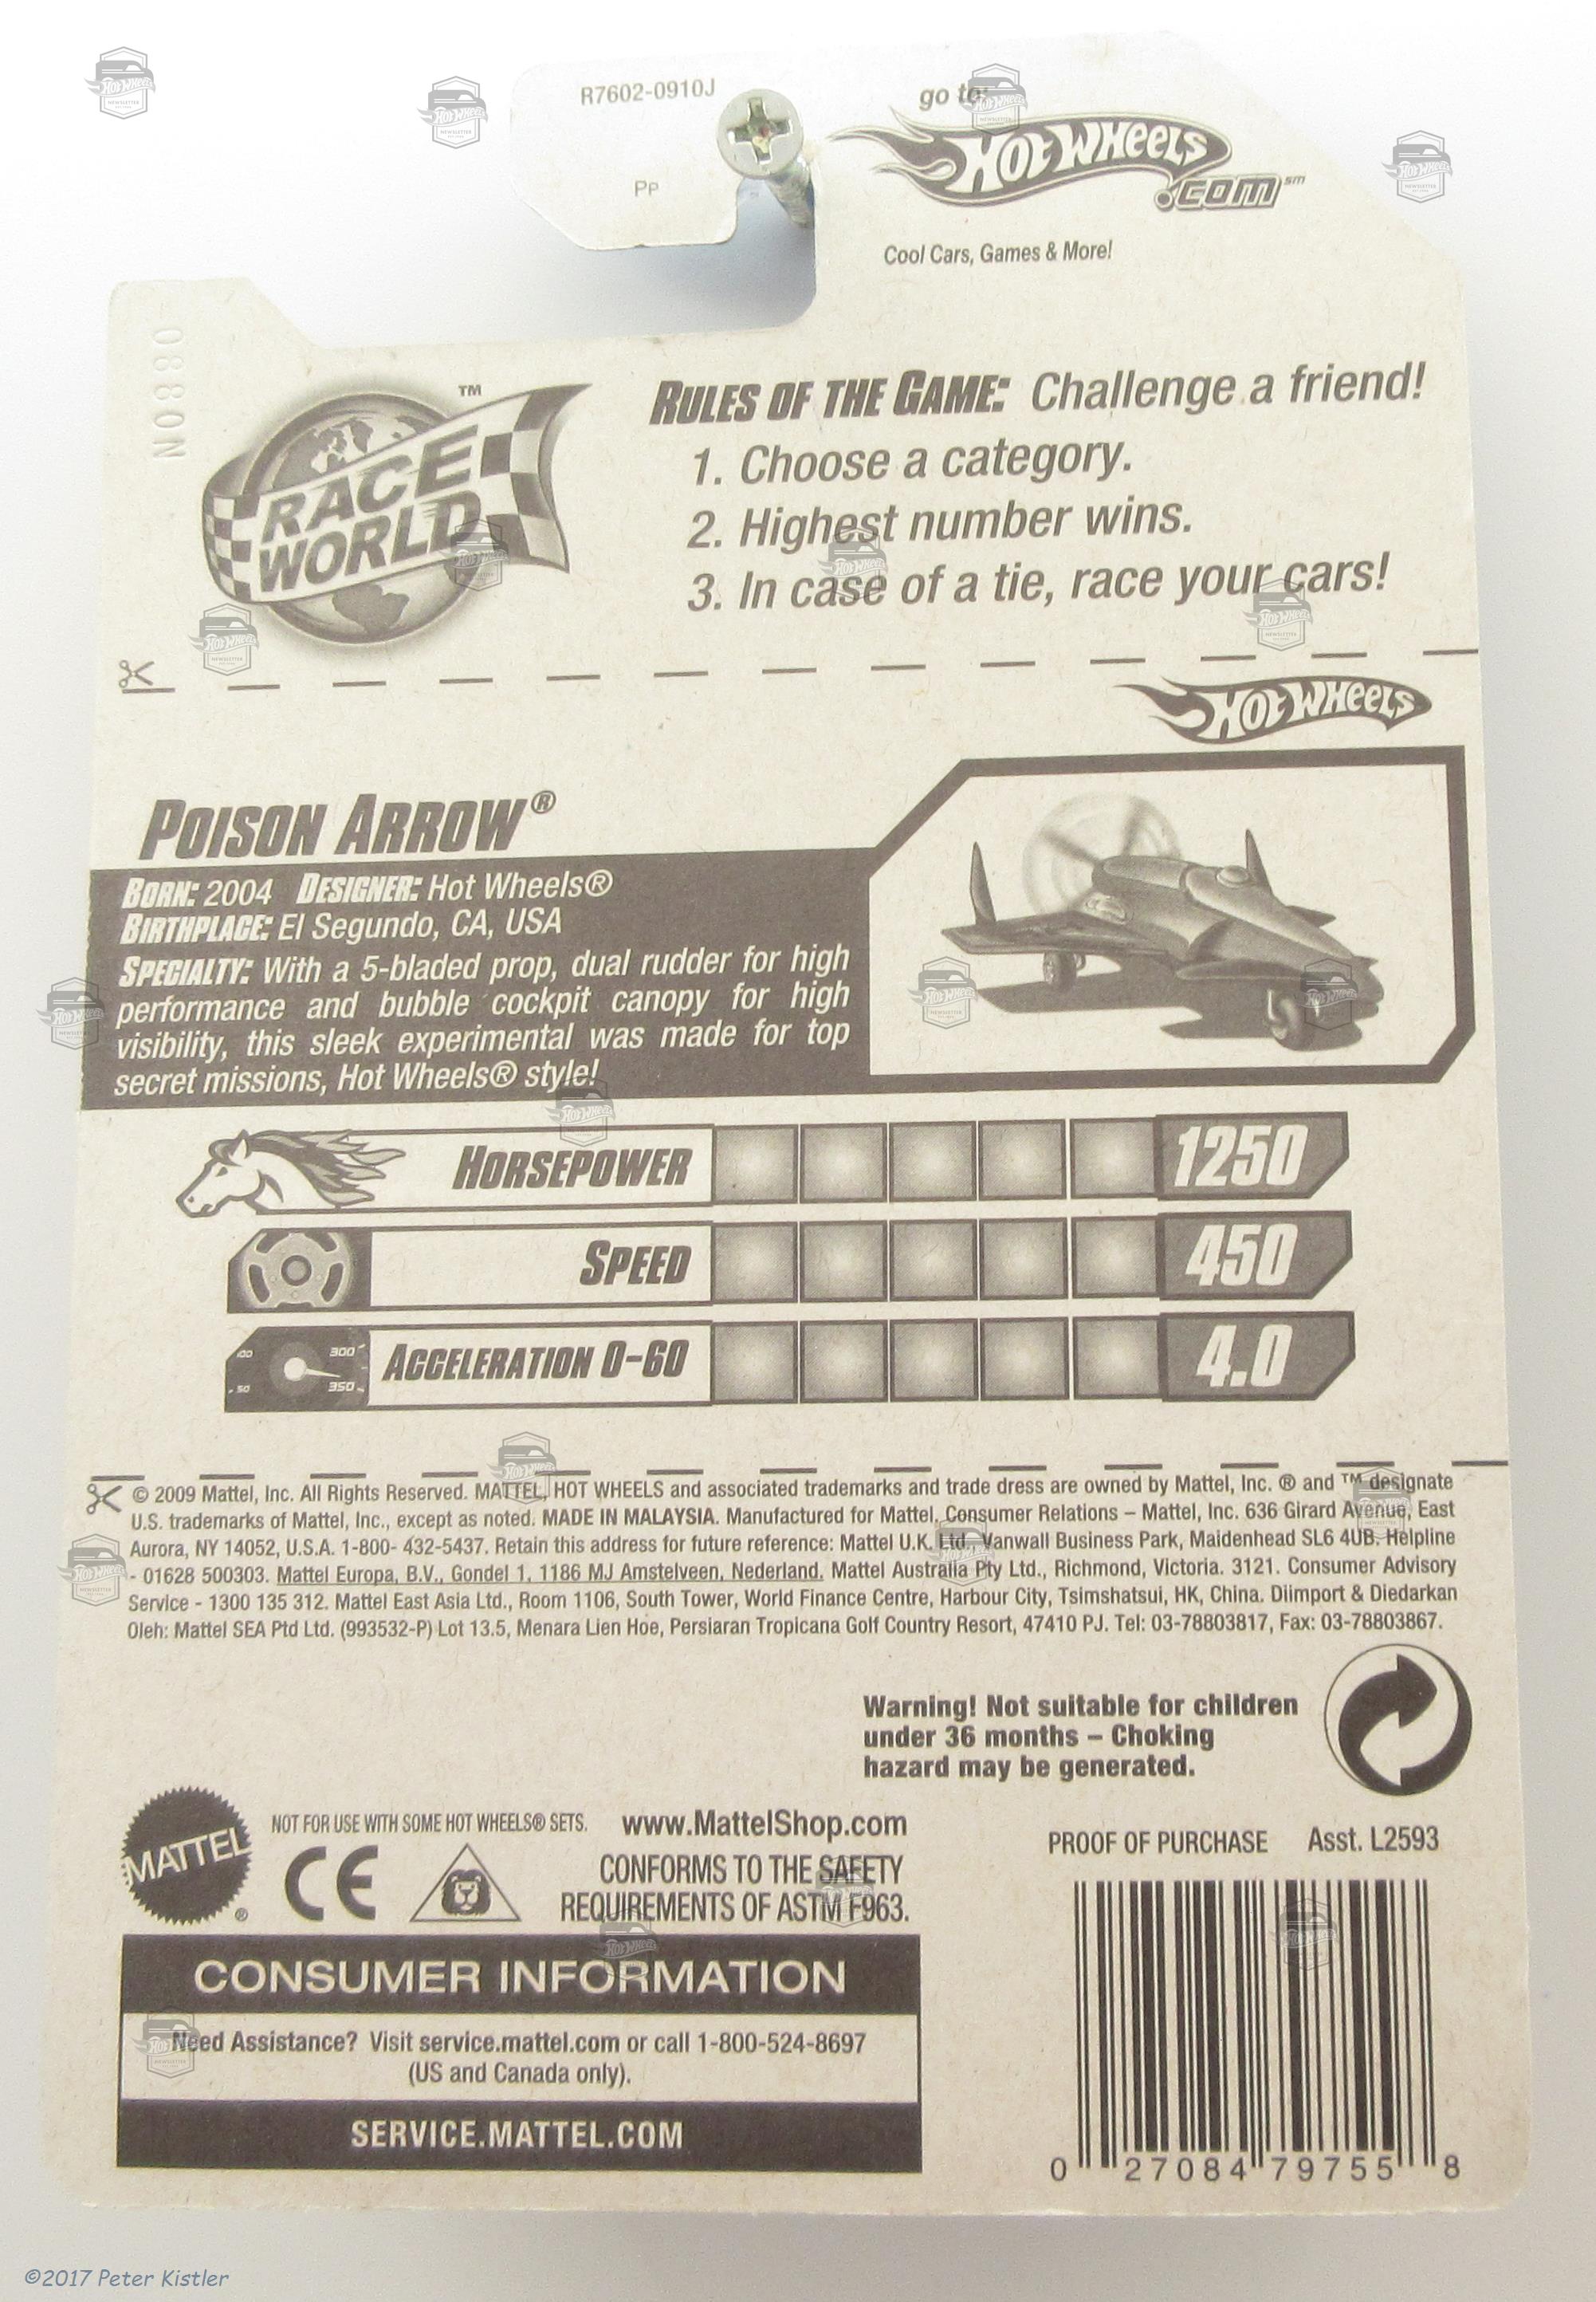 R7602-0910J
Pp
go to:
Hot Wheels
.com℠
Cool Cars, Games & More!
0880N
RACE
WORLD™
RULES OF THE GAME: Challenge a friend!
1. Choose a category.
2. Highest number wins.
3. In case of a tie, race your cars!
Hot Wheels
POISON ARROW®
BORN: 2004 DESIGNER: Hot Wheels®
BIRTHPLACE: El Segundo, CA, USA
SPECIALTY: With a 5-bladed prop, dual rudder for high
performance and bubble cockpit canopy for high
visibility, this sleek experimental was made for top
secret missions, Hot Wheels® style!
HORSEPOWER 1250
SPEED 450
100 300
50 350
ACCELERATION 0-60 4.0
© 2009 Mattel, Inc. All Rights Reserved. MATTEL, HOT WHEELS and associated trademarks and trade dress are owned by Mattel, Inc. ® and ™ designate
U.S. trademarks of Mattel, Inc., except as noted. MADE IN MALAYSIA. Manufactured for Mattel. Consumer Relations – Mattel, Inc. 636 Girard Avenue, East
Aurora, NY 14052, U.S.A. 1-800- 432-5437. Retain this address for future reference: Mattel U.K. Ltd., Vanwall Business Park, Maidenhead SL6 4UB. Helpline
- 01628 500303. Mattel Europa, B.V., Gondel 1, 1186 MJ Amstelveen, Nederland. Mattel Australia Pty Ltd., Richmond, Victoria. 3121. Consumer Advisory
Service - 1300 135 312. Mattel East Asia Ltd., Room 1106, South Tower, World Finance Centre, Harbour City, Tsimshatsui, HK, China. Diimport & Diedarkan
Oleh: Mattel SEA Ptd Ltd. (993532-P) Lot 13.5, Menara Lien Hoe, Persiaran Tropicana Golf Country Resort, 47410 PJ. Tel: 03-78803817, Fax: 03-78803867.
Warning! Not suitable for children
under 36 months – Choking
hazard may be generated.
MATTEL®
NOT FOR USE WITH SOME HOT WHEELS® SETS. www.MattelShop.com
CE
CONFORMS TO THE SAFETY
REQUIREMENTS OF ASTM F963.
PROOF OF PURCHASE Asst. L2593
CONSUMER INFORMATION
Need Assistance? Visit service.mattel.com or call 1-800-524-8697
(US and Canada only).
SERVICE.MATTEL.COM
0 27084 79755 8
©2017 Peter Kistler